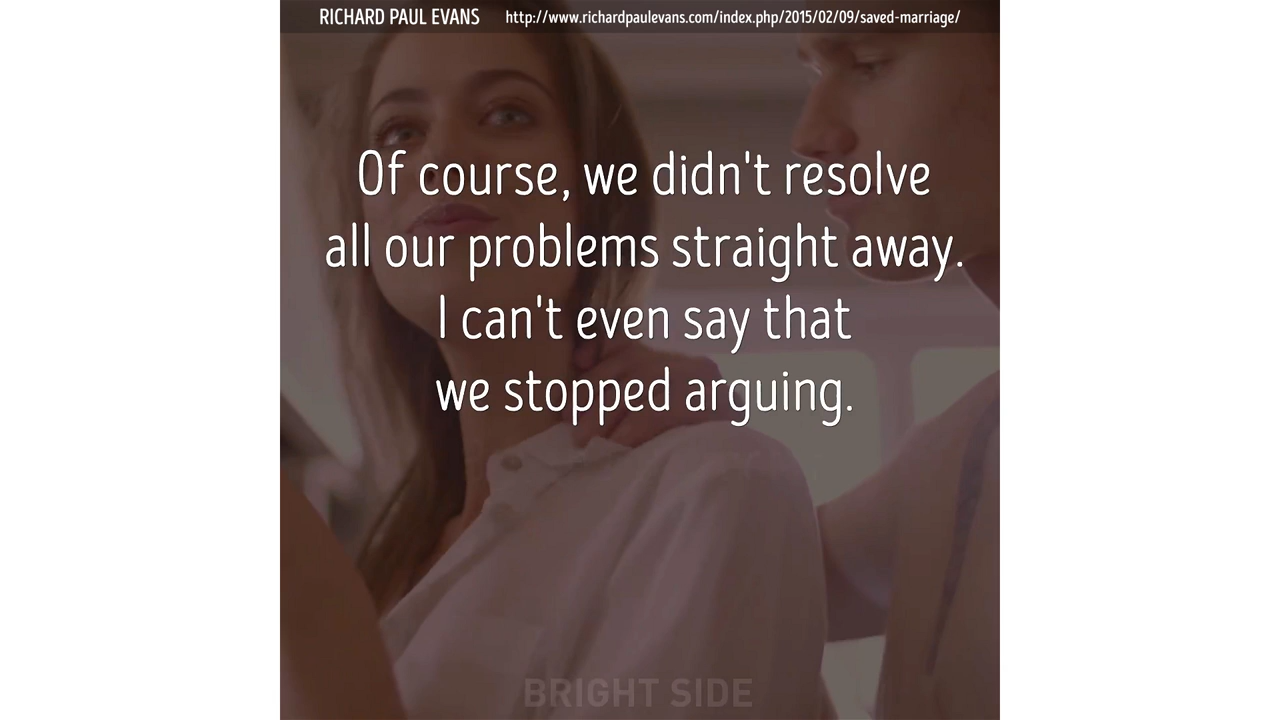 RICHARD PAUL EVANS http://www.richardpaulevans.com/index.php/2015/02/09/saved-marriage/
Of course, we didn't resolve
all our problems straight away.
I can't even say that
we stopped arguing.
BRIGHT SIDE